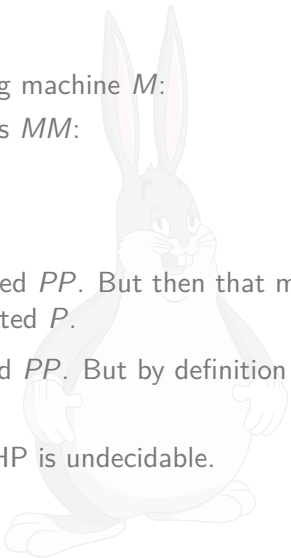 g machine M:
s MM:
ed PP. But then that m
ted P.
d PP. But by definition
HP is undecidable.